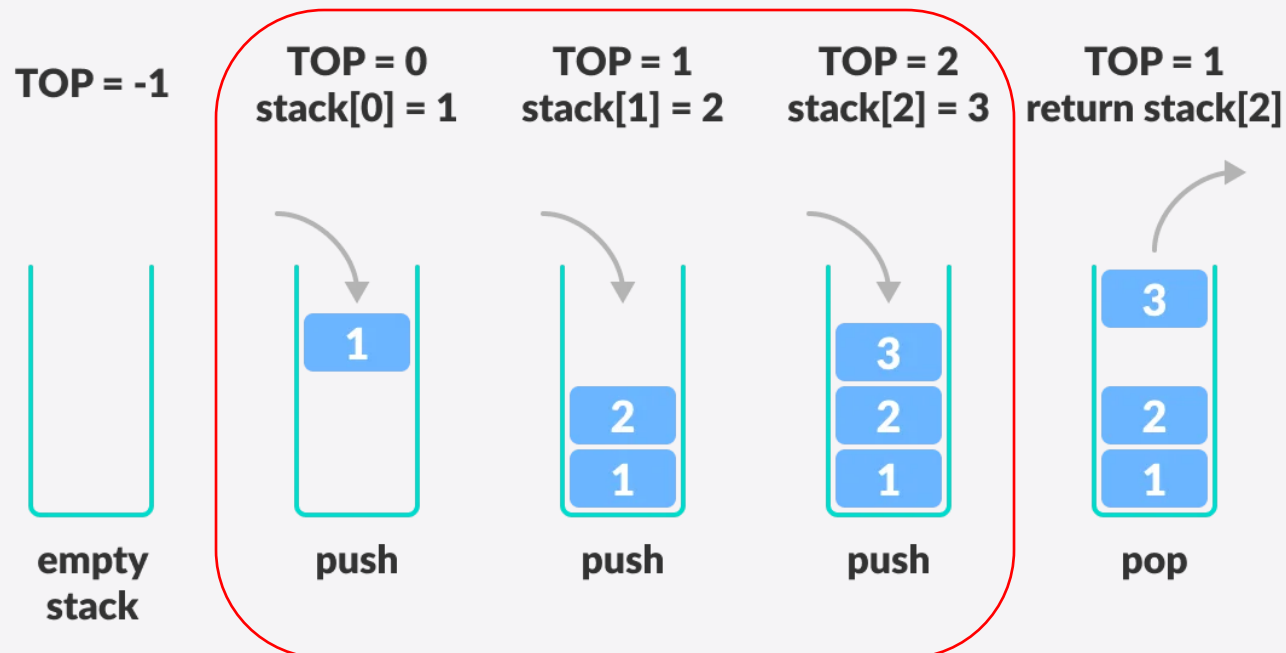 TOP = -1
TOP = 0
stack[0] = 1
TOP = 1
stack[1] = 2
TOP = 2
stack[2] = 3
TOP = 1
return stack[2]
1
2
1
3
2
1
3
2
1
empty
stack
push
push
push
pop